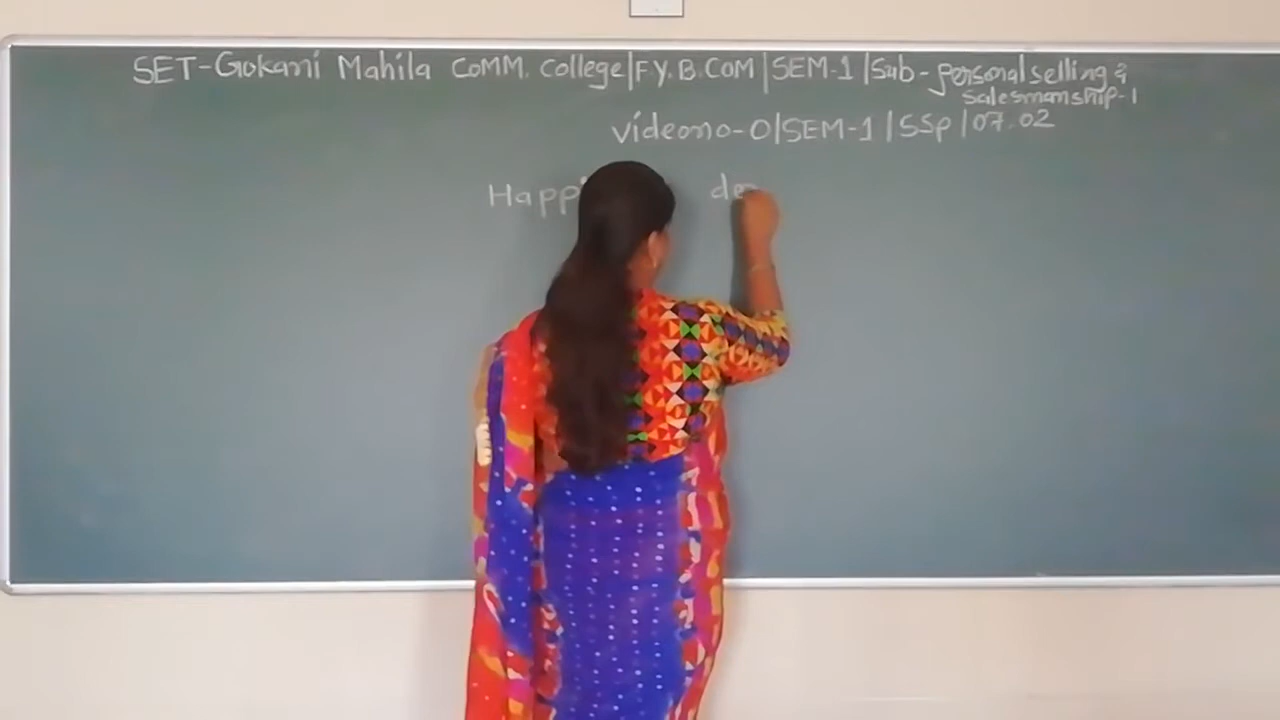 SET-Gokani Mahila COMM. College|F.Y.B.COM|SEM-1|Sub-personal selling &
salesmanship-1
videono-01|SEM-1|SSp|07.02
Happi de